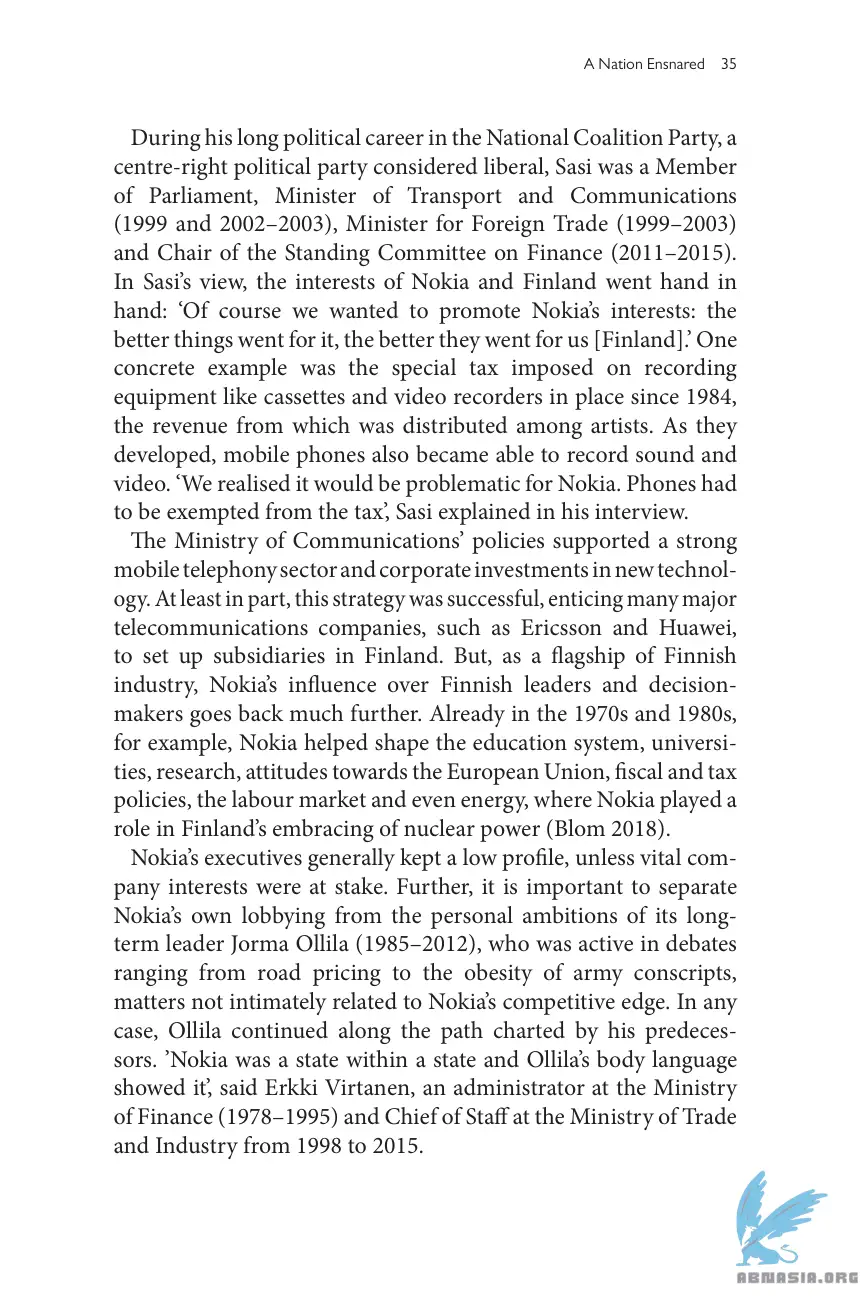 A Nation Ensnared 35
During his long political career in the National Coalition Party, a
centre-right political party considered liberal, Sasi was a Member
of Parliament, Minister of Transport and Communications
(1999 and 2002–2003), Minister for Foreign Trade (1999–2003)
and Chair of the Standing Committee on Finance (2011–2015).
In Sasi’s view, the interests of Nokia and Finland went hand in
hand: ‘Of course we wanted to promote Nokia’s interests: the
better things went for it, the better they went for us [Finland].’ One
concrete example was the special tax imposed on recording
equipment like cassettes and video recorders in place since 1984,
the revenue from which was distributed among artists. As they
developed, mobile phones also became able to record sound and
video. ‘We realised it would be problematic for Nokia. Phones had
to be exempted from the tax’, Sasi explained in his interview.
The Ministry of Communications’ policies supported a strong
mobile telephony sector and corporate investments in new technol-
ogy. At least in part, this strategy was successful, enticing many major
telecommunications companies, such as Ericsson and Huawei,
to set up subsidiaries in Finland. But, as a flagship of Finnish
industry, Nokia’s influence over Finnish leaders and decision-
makers goes back much further. Already in the 1970s and 1980s,
for example, Nokia helped shape the education system, universi-
ties, research, attitudes towards the European Union, fiscal and tax
policies, the labour market and even energy, where Nokia played a
role in Finland’s embracing of nuclear power (Blom 2018).
Nokia’s executives generally kept a low profile, unless vital com-
pany interests were at stake. Further, it is important to separate
Nokia’s own lobbying from the personal ambitions of its long-
term leader Jorma Ollila (1985–2012), who was active in debates
ranging from road pricing to the obesity of army conscripts,
matters not intimately related to Nokia’s competitive edge. In any
case, Ollila continued along the path charted by his predeces-
sors. ’Nokia was a state within a state and Ollila’s body language
showed it’, said Erkki Virtanen, an administrator at the Ministry
of Finance (1978–1995) and Chief of Staff at the Ministry of Trade
and Industry from 1998 to 2015.
ABNASIA.ORG